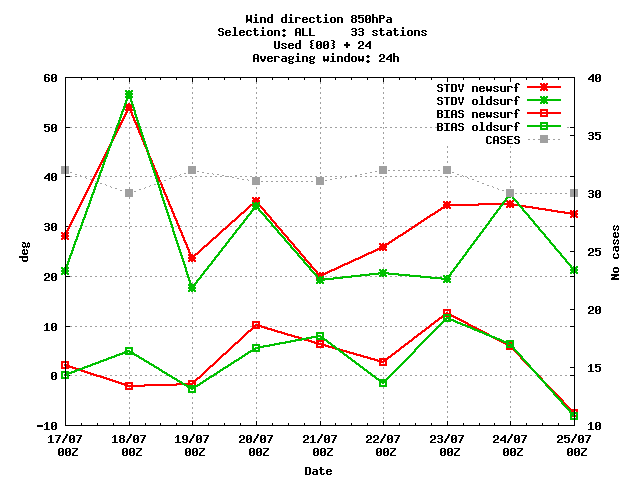 Wind direction 850hPa
Selection: ALL 33 stations
Used {00} + 24
Averaging window: 24h
STDV newsurf
STDV oldsurf
BIAS newsurf
BIAS oldsurf
CASES
60
50
40
30
20
10
0
-10
deg
40
35
30
25
20
15
10
No cases
17/07 18/07 19/07 20/07 21/07 22/07 23/07 24/07 25/07
00Z 00Z 00Z 00Z 00Z 00Z 00Z 00Z 00Z
Date